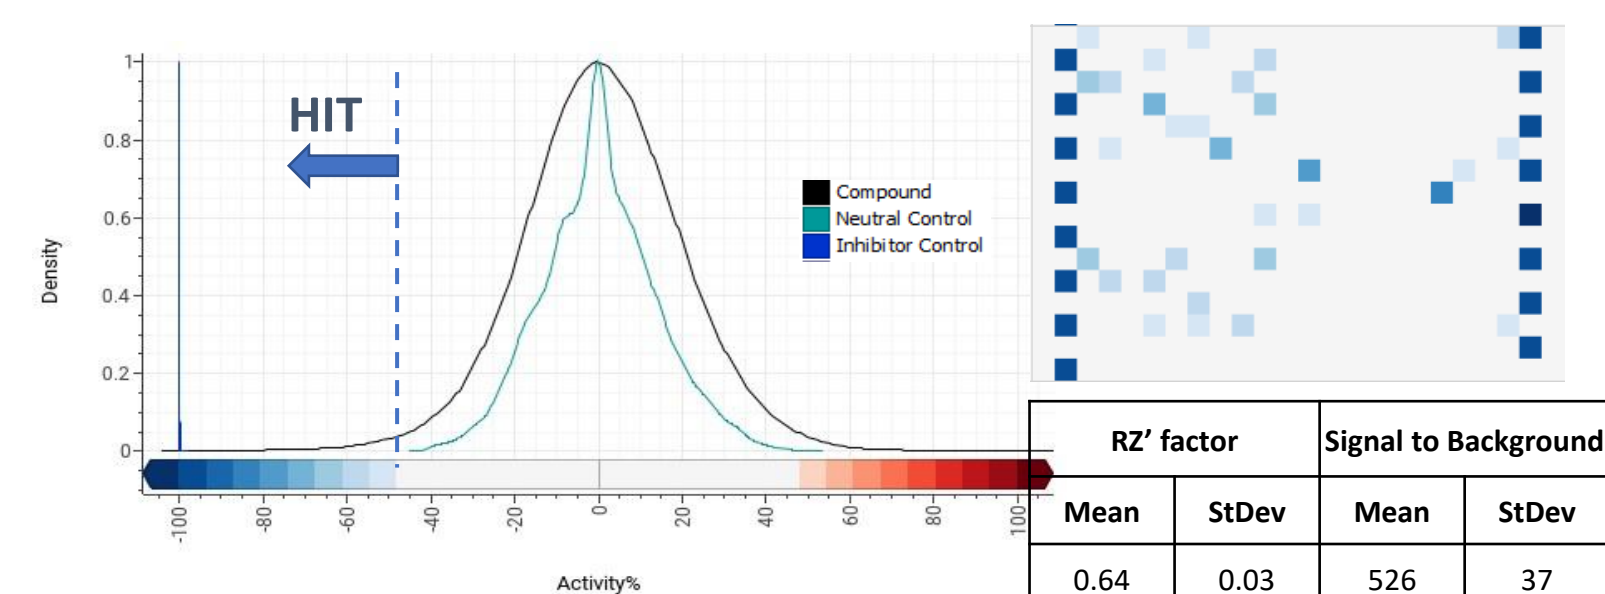 HIT
Density
1
0.8
0.6
0.4
0.2
0
Compound
Neutral Control
Inhibitor Control
-100 -80 -60 -40 -20 0 20 40 60 80 100
Activity%
RZ’ factor Signal to Background
Mean StDev Mean StDev
0.64 0.03 526 37